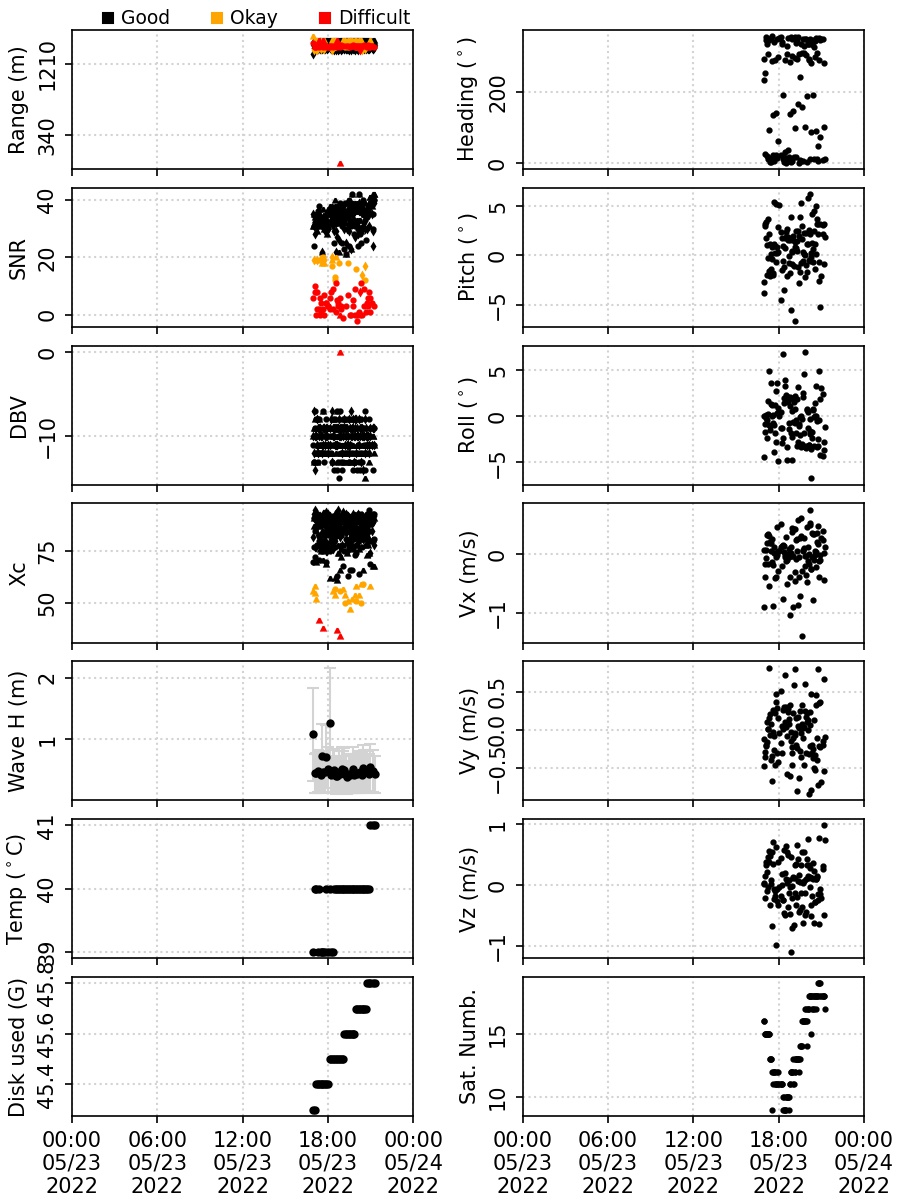 Good Okay Difficult
Range (m)
1210
340
Heading (°)
200
0
SNR
40
20
0
Pitch (°)
5
0
−5
DBV
0
−10
Roll (°)
5
0
−5
Xc
75
50
Vx (m/s)
0
−1
Wave H (m)
2
1
Vy (m/s)
0.5
0.0
−0.5
Temp (°C)
41
40
39
Vz (m/s)
1
0
−1
Disk used (G)
45.8
45.6
45.4
Sat. Numb.
15
10
00:00 06:00 12:00 18:00 00:00 00:00 06:00 12:00 18:00 00:00
05/23 05/23 05/23 05/23 05/24 05/23 05/23 05/23 05/23 05/24
2022 2022 2022 2022 2022 2022 2022 2022 2022 2022